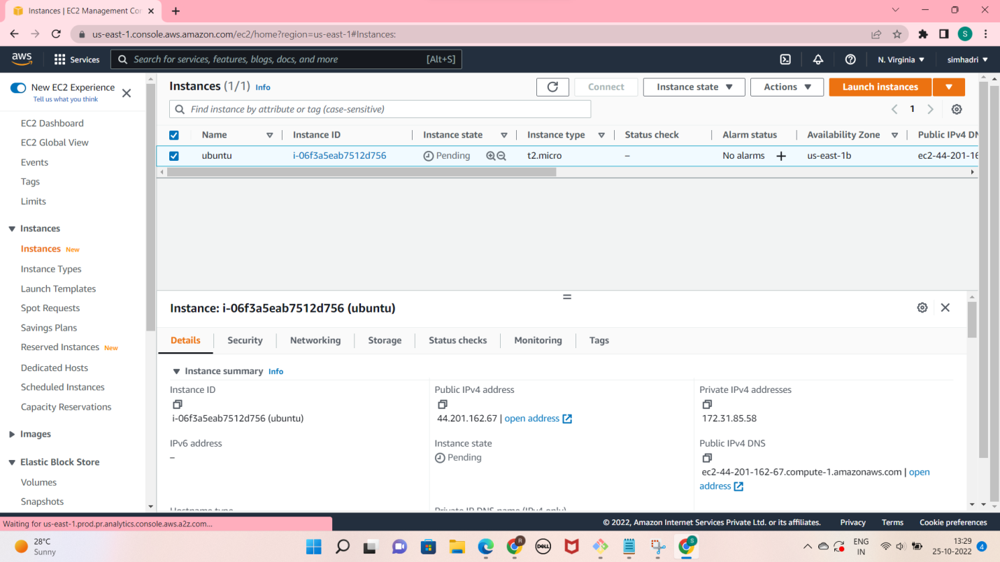 Instances | EC2 Management Con
us-east-1.console.aws.amazon.com/ec2/home?region=us-east-1#Instances:
S
aws
Services
Search for services, features, blogs, docs, and more
[Alt+S]
N. Virginia
simhadri
New EC2 Experience
Tell us what you think
EC2 Dashboard
EC2 Global View
Events
Tags
Limits
Instances
Instances New
Instance Types
Launch Templates
Spot Requests
Savings Plans
Reserved Instances New
Dedicated Hosts
Scheduled Instances
Capacity Reservations
Images
Elastic Block Store
Volumes
Snapshots
Instances (1/1) Info
Connect
Instance state
Actions
Launch instances
Find instance by attribute or tag (case-sensitive)
1
Name Instance ID Instance state Instance type Status check Alarm status Availability Zone Public IPv4 DN
ubuntu i-06f3a5eab7512d756 Pending t2.micro – No alarms + us-east-1b ec2-44-201-16
Instance: i-06f3a5eab7512d756 (ubuntu)
Details Security Networking Storage Status checks Monitoring Tags
Instance summary Info
Instance ID
i-06f3a5eab7512d756 (ubuntu)
Public IPv4 address
44.201.162.67 | open address
Private IPv4 addresses
172.31.85.58
IPv6 address
–
Instance state
Pending
Public IPv4 DNS
ec2-44-201-162-67.compute-1.amazonaws.com | open
address
Hostname type
Private IP DNS name (IPv4 only)
Waiting for us-east-1.prod.pr.analytics.console.aws.a2z.com...
© 2022, Amazon Internet Services Private Ltd. or its affiliates.
Privacy
Terms
Cookie preferences
28°C
Sunny
R
DELL
S
ENG
IN
13:29
25-10-2022
4